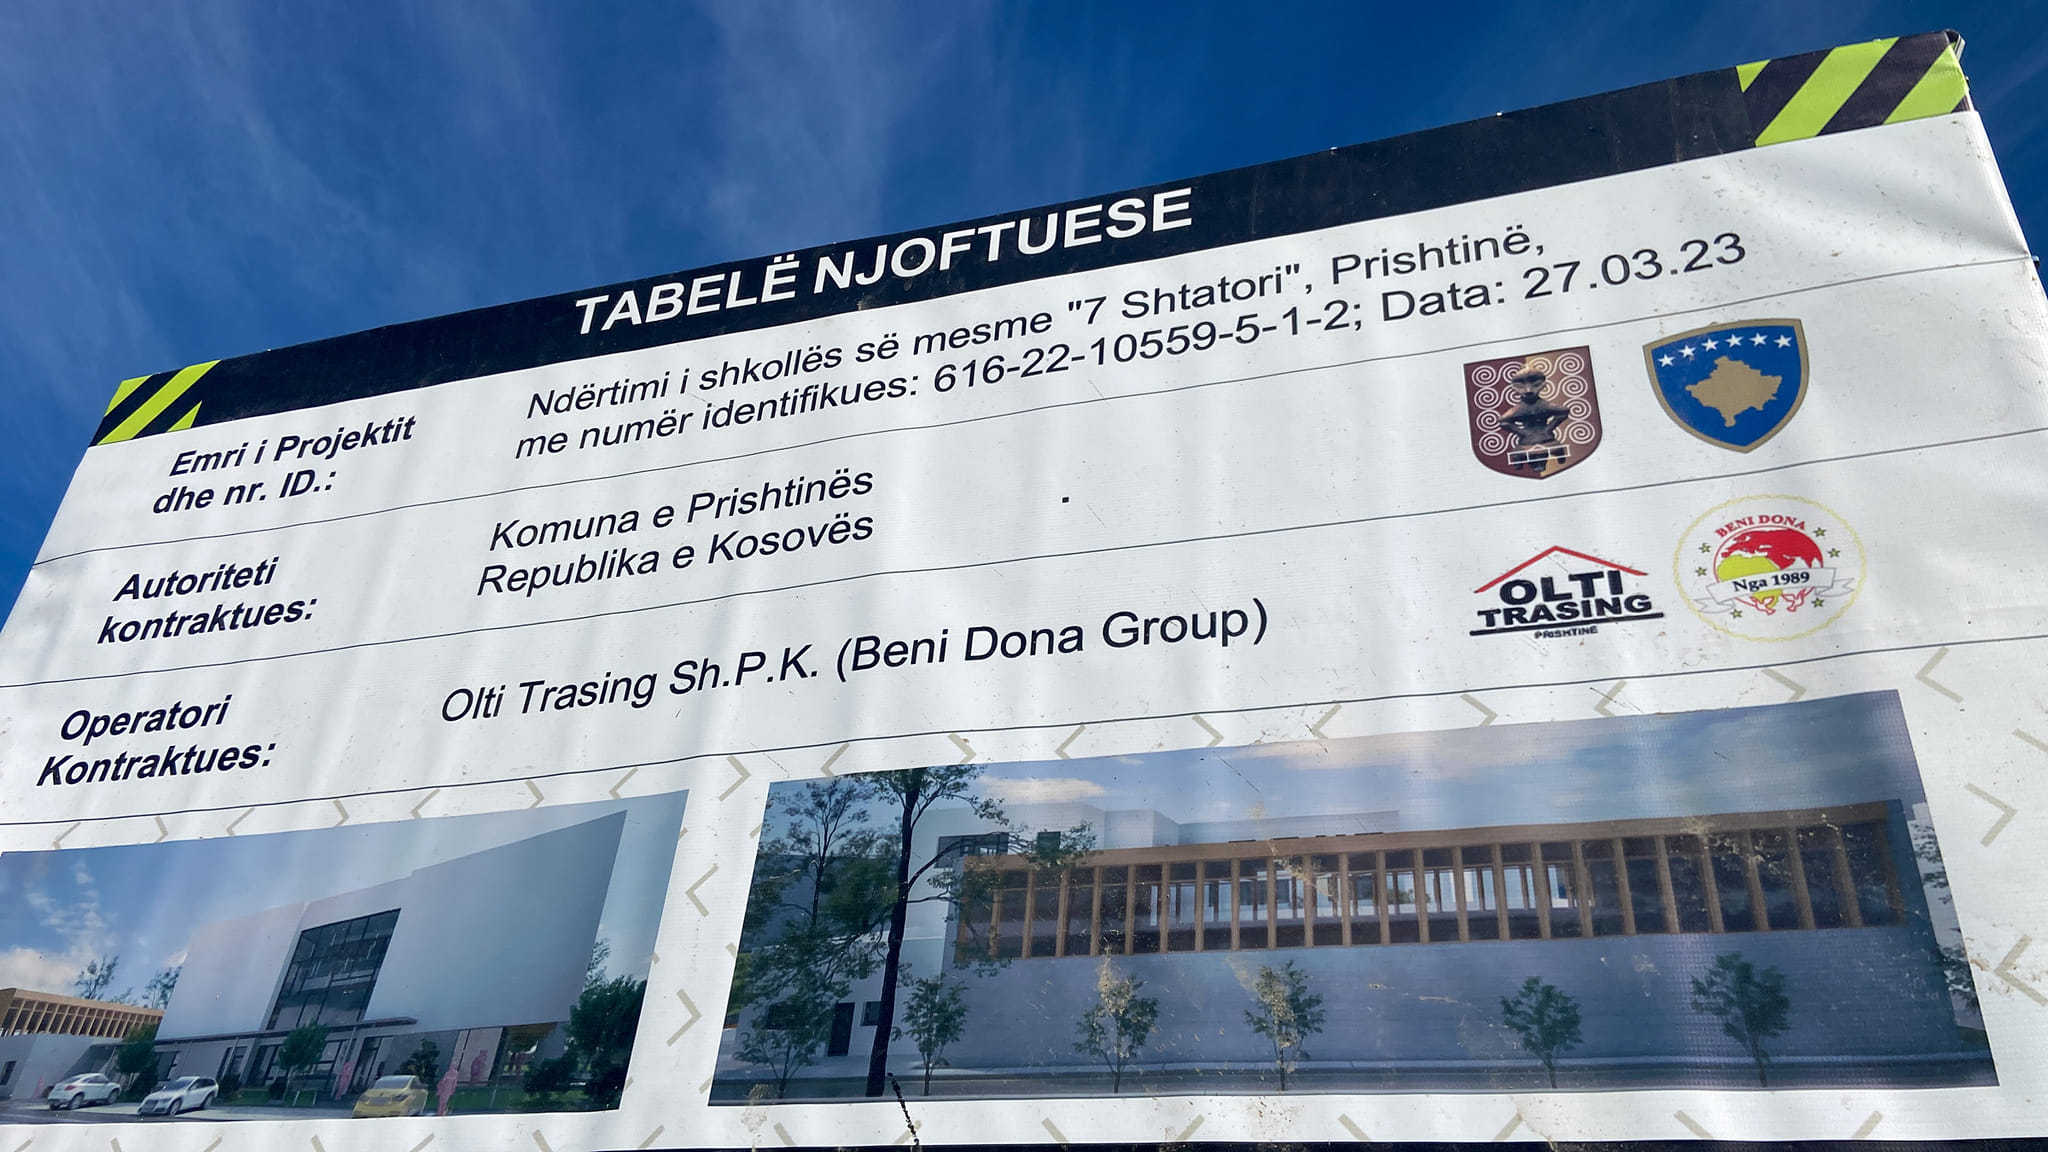 TABELË NJOFTUESE
Emri i Projektit
dhe nr. ID.:
Ndërtimi i shkollës së mesme "7 Shtatori", Prishtinë,
me numër identifikues: 616-22-10559-5-1-2; Data: 27.03.23
Autoriteti
kontraktues:
Komuna e Prishtinës
Republika e Kosovës
Operatori
Kontraktues:
Olti Trasing Sh.P.K. (Beni Dona Group)
OLTI
TRASING
PRISHTINË
BENI DONA
Nga 1989